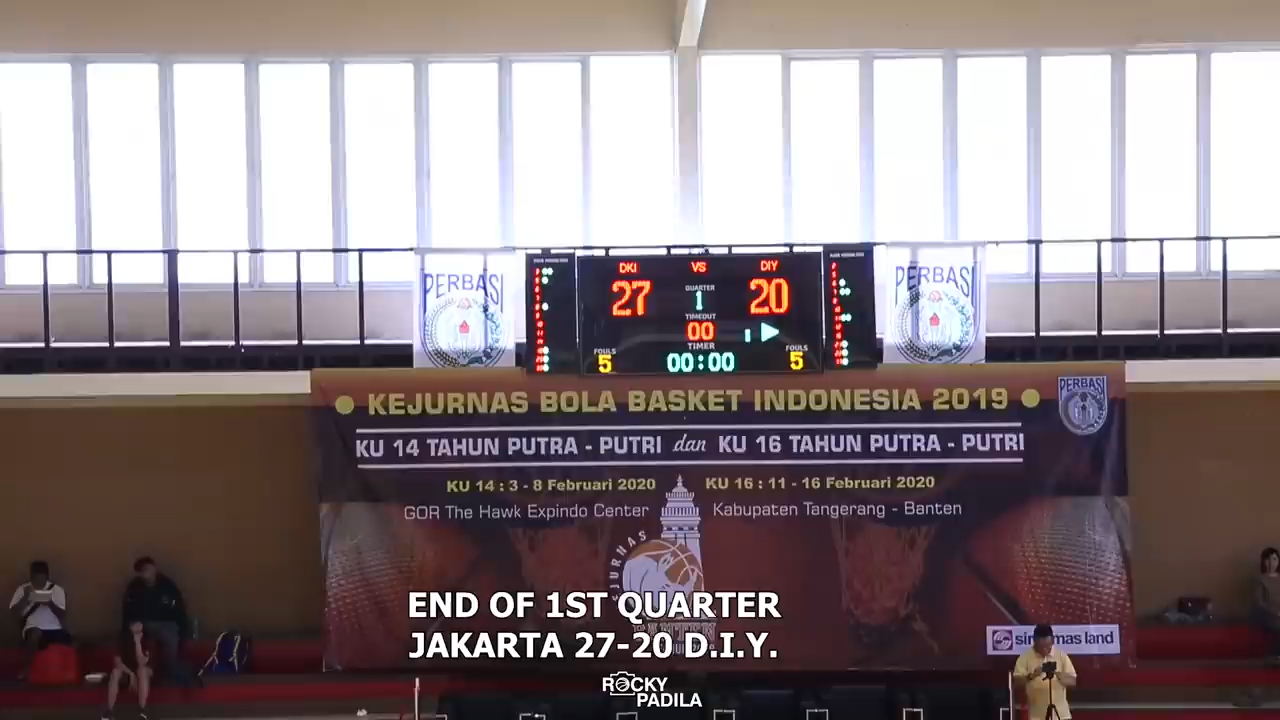 PERBASI
DKI VS DIY
27 QUARTER 20
1
TIMEOUT
00
TIMER
FOULS 00:00 FOULS
5 5
PERBASI
KEJURNAS BOLA BASKET INDONESIA 2019
PERBASI
KU 14 TAHUN PUTRA - PUTRI dan KU 16 TAHUN PUTRA - PUTRI
KU 14 : 3 - 8 Februari 2020 KU 16 : 11 - 16 Februari 2020
GOR The Hawk Expindo Center Kabupaten Tangerang - Banten
END OF 1ST QUARTER
JAKARTA 27-20 D.I.Y.
ROCKY
PADILA